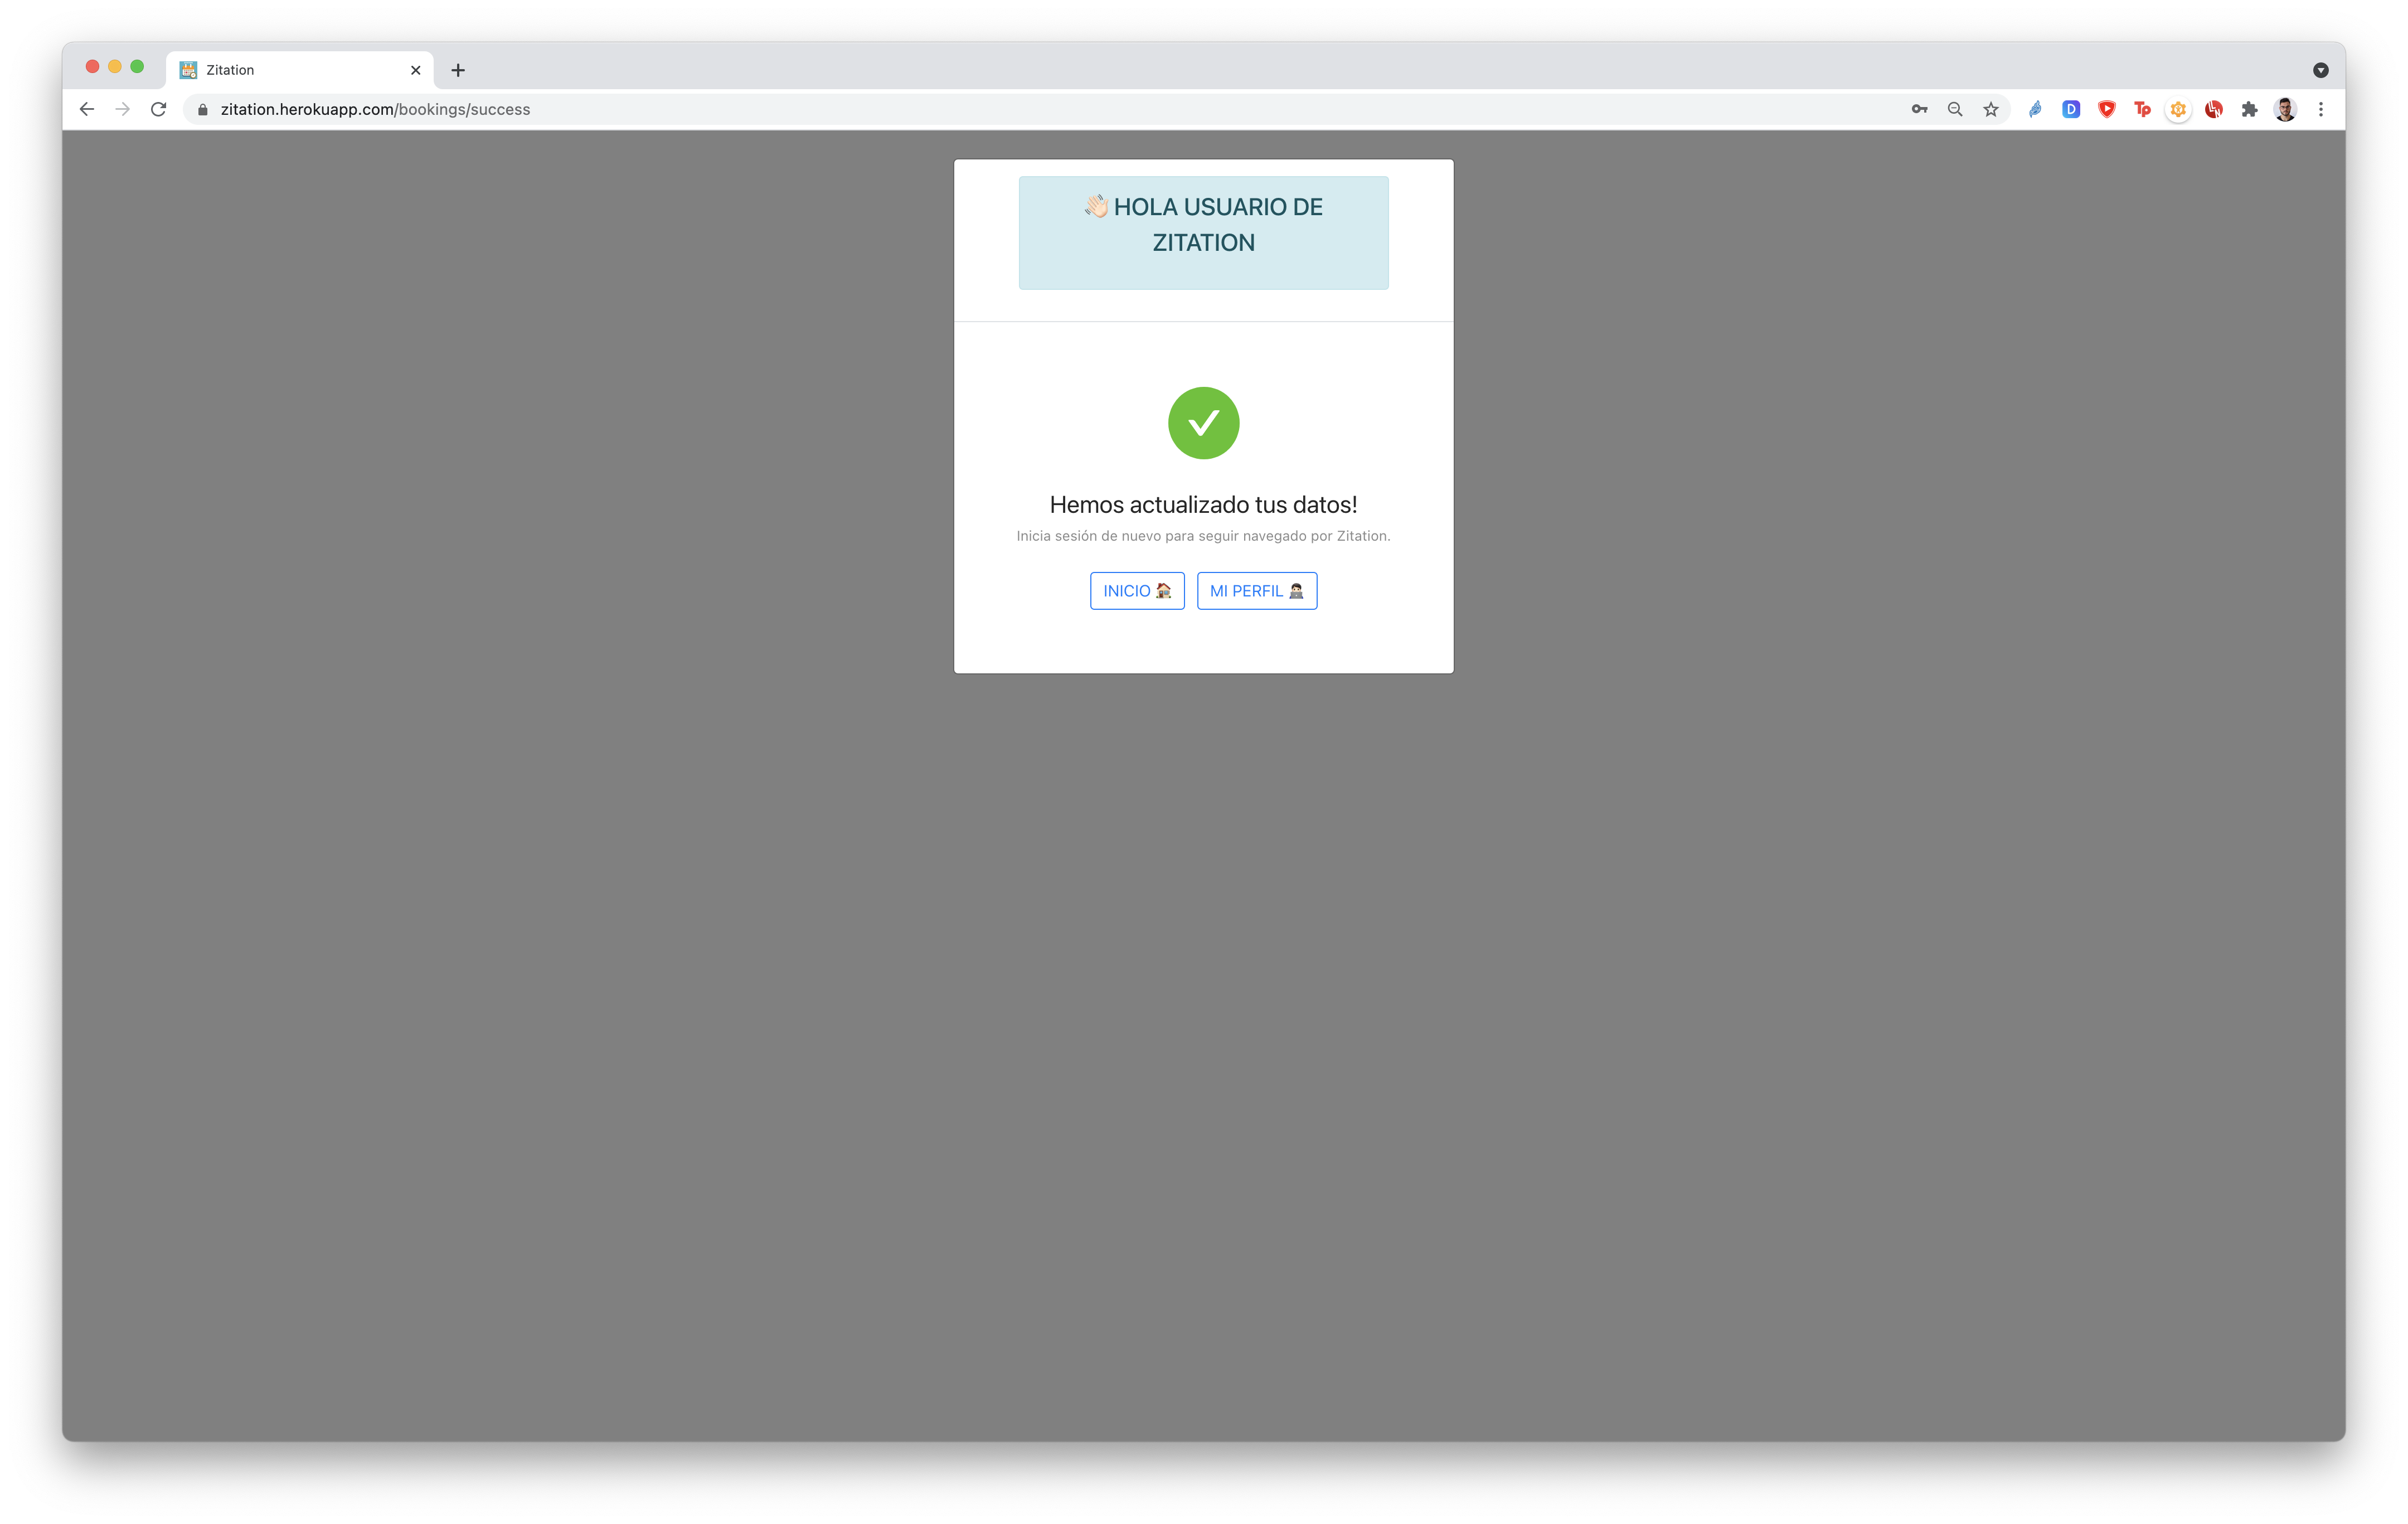 Zitation
zitation.herokuapp.com/bookings/success
👋🏻 HOLA USUARIO DE
ZITATION
Hemos actualizado tus datos!
Inicia sesión de nuevo para seguir navegado por Zitation.
INICIO 🏠
MI PERFIL 👨🏻‍💻